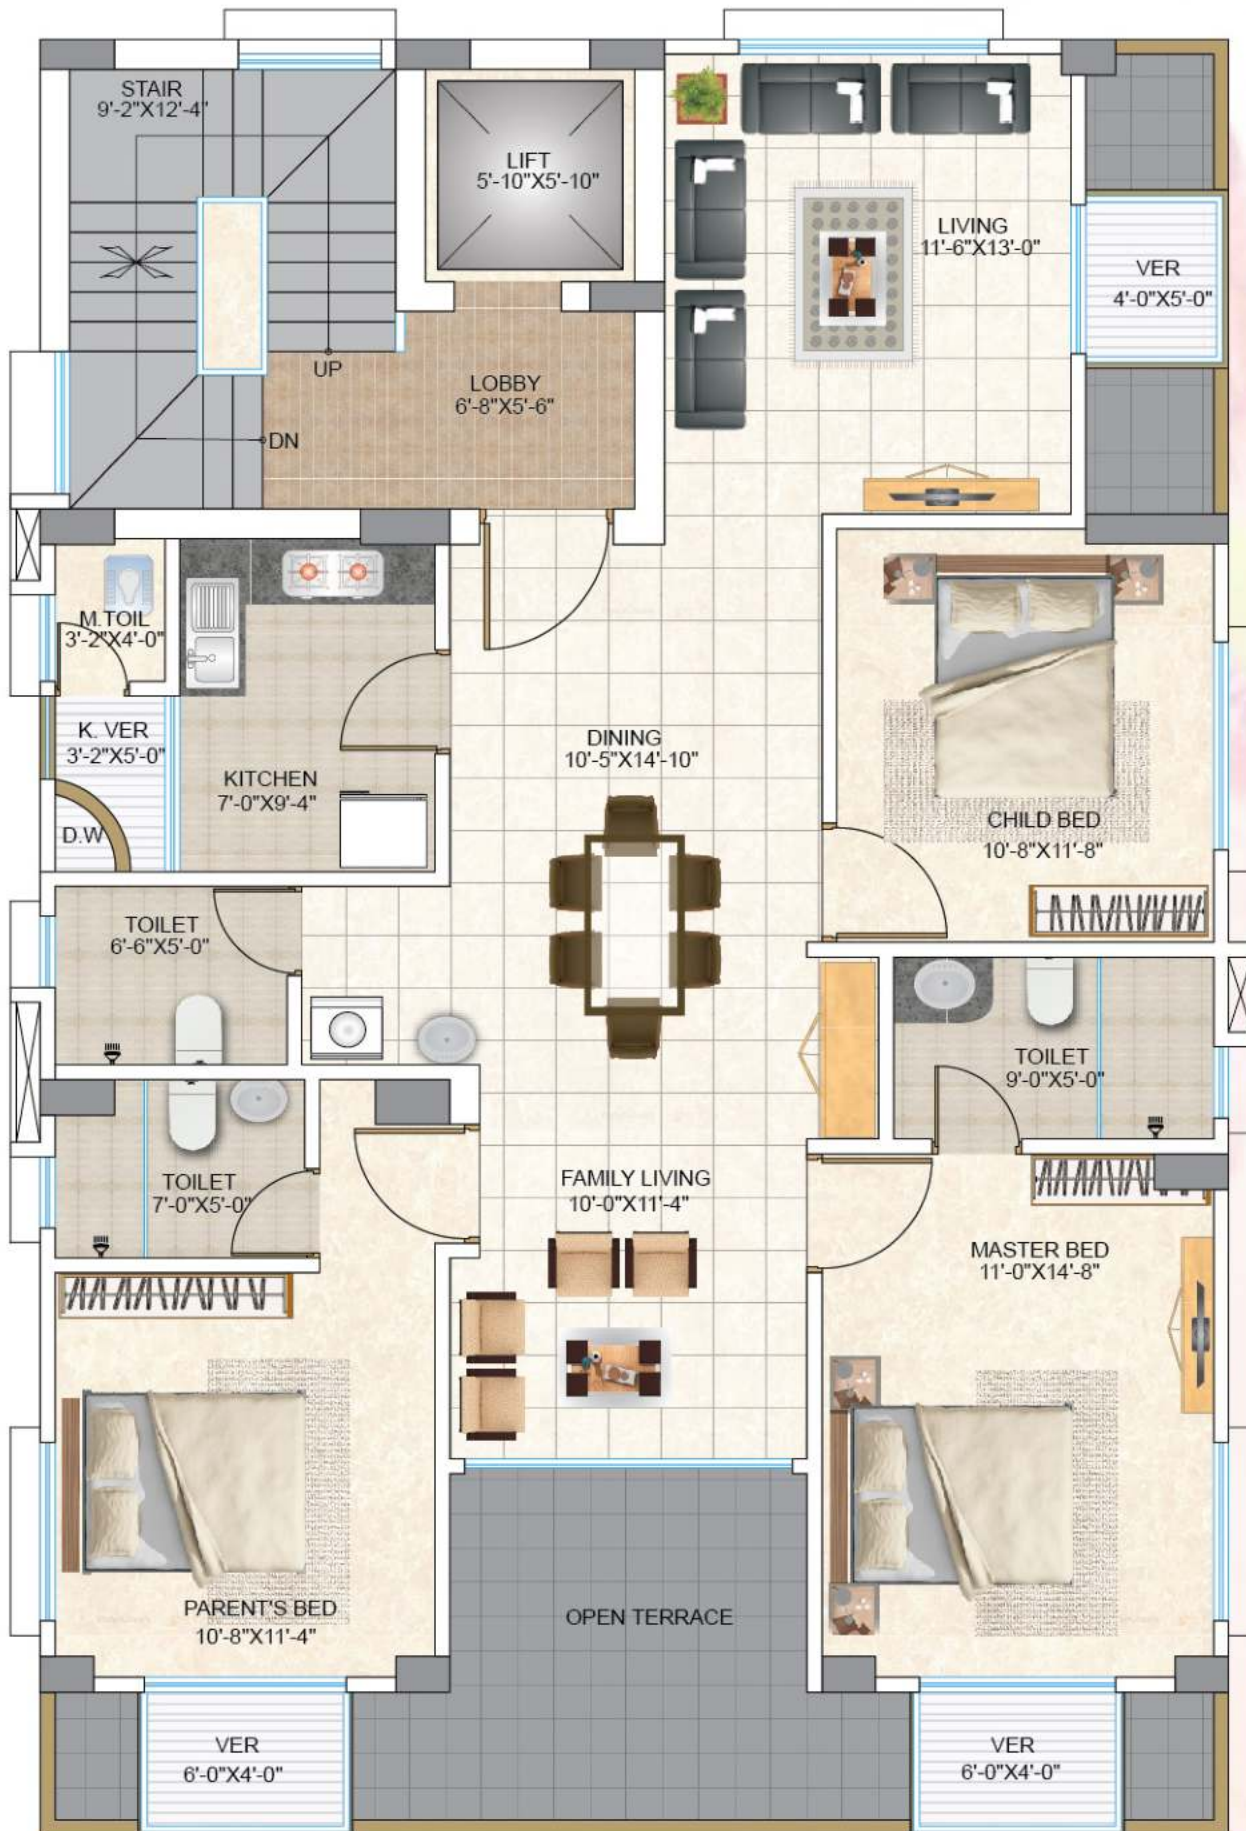 STAIR
9'-2"X12'-4"
LIFT
5'-10"X5'-10"
LIVING
11'-6"X13'-0"
VER
4'-0"X5'-0"
UP
LOBBY
6'-8"X5'-6"
DN
M.TOIL
3'-2"X4'-0"
K. VER
3'-2"X5'-0"
D.W
KITCHEN
7'-0"X9'-4"
DINING
10'-5"X14'-10"
CHILD BED
10'-8"X11'-8"
TOILET
6'-6"X5'-0"
TOILET
9'-0"X5'-0"
TOILET
7'-0"X5'-0"
FAMILY LIVING
10'-0"X11'-4"
MASTER BED
11'-0"X14'-8"
PARENT'S BED
10'-8"X11'-4"
OPEN TERRACE
VER
6'-0"X4'-0"
VER
6'-0"X4'-0"